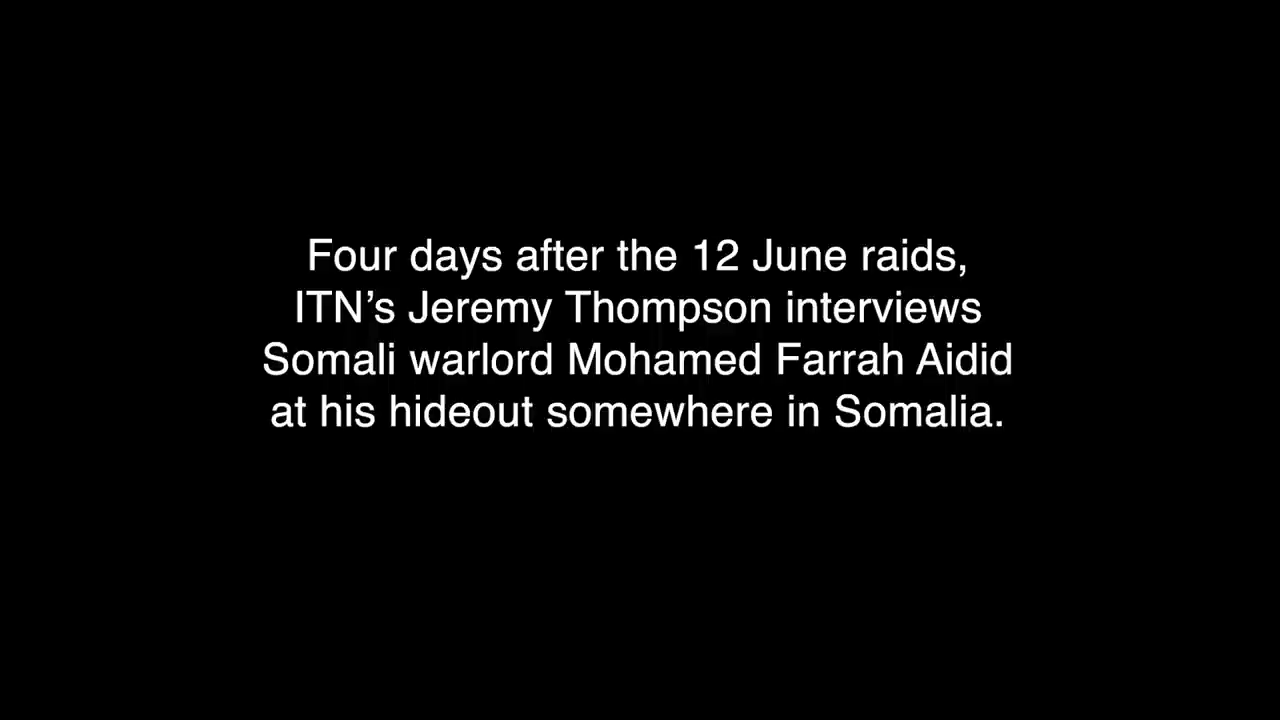 Four days after the 12 June raids,
ITN’s Jeremy Thompson interviews
Somali warlord Mohamed Farrah Aidid
at his hideout somewhere in Somalia.